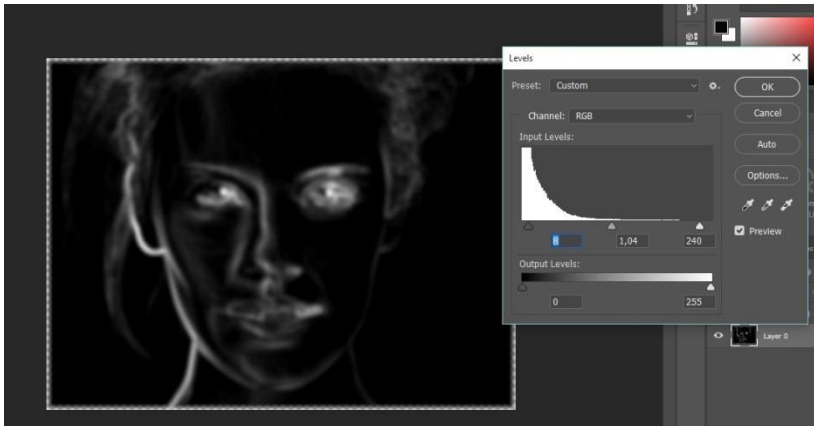 Levels
Preset: Custom
OK
Channel: RGB
Cancel
Input Levels:
Auto
Options...
8 1,04 240
Preview
Output Levels:
0 255
Layer 0